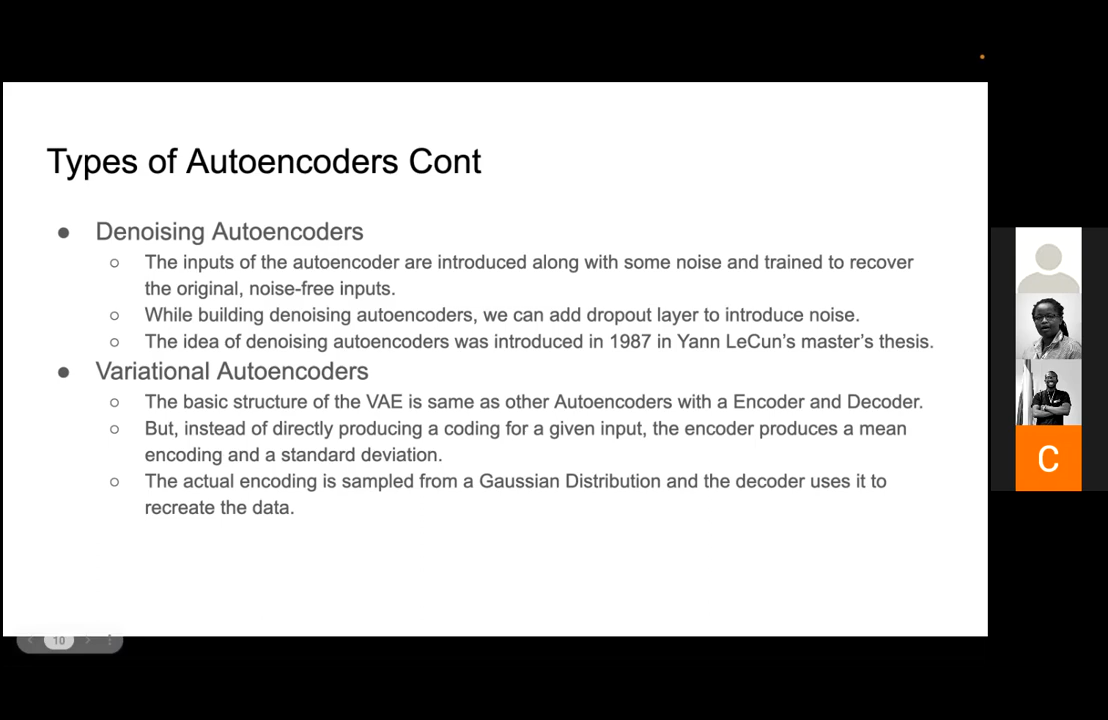 Types of Autoencoders Cont
● Denoising Autoencoders
○ The inputs of the autoencoder are introduced along with some noise and trained to recover
the original, noise-free inputs.
○ While building denoising autoencoders, we can add dropout layer to introduce noise.
○ The idea of denoising autoencoders was introduced in 1987 in Yann LeCun's master's thesis.
● Variational Autoencoders
○ The basic structure of the VAE is same as other Autoencoders with a Encoder and Decoder.
○ But, instead of directly producing a coding for a given input, the encoder produces a mean
encoding and a standard deviation.
○ The actual encoding is sampled from a Gaussian Distribution and the decoder uses it to
recreate the data.
C
10